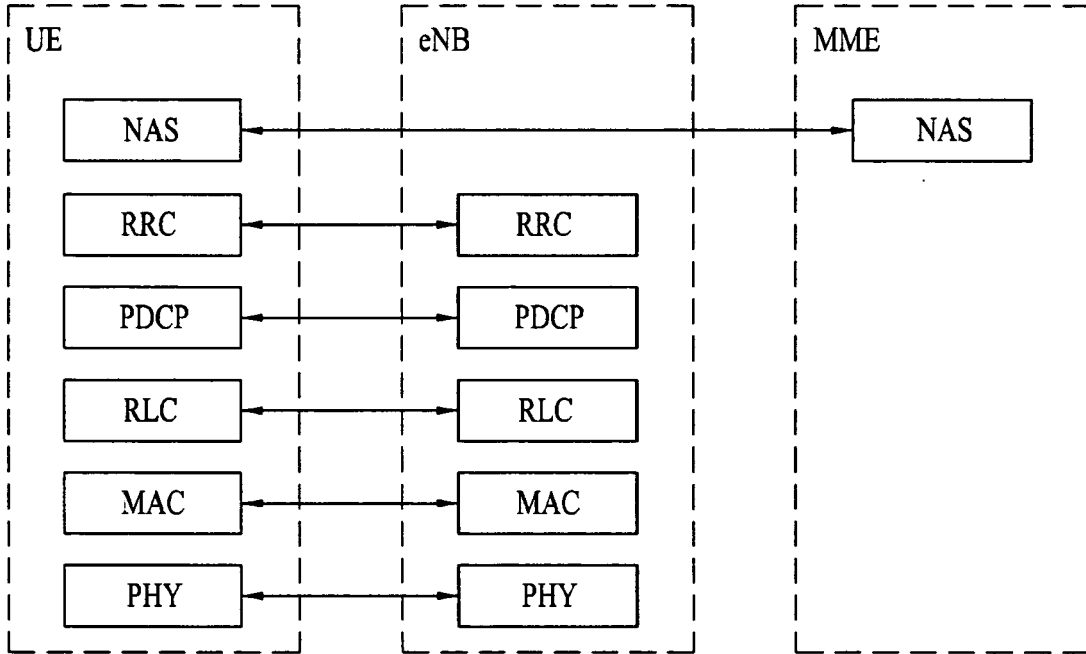 UE eNB MME
NAS NAS
RRC RRC
PDCP PDCP
RLC RLC
MAC MAC
PHY PHY